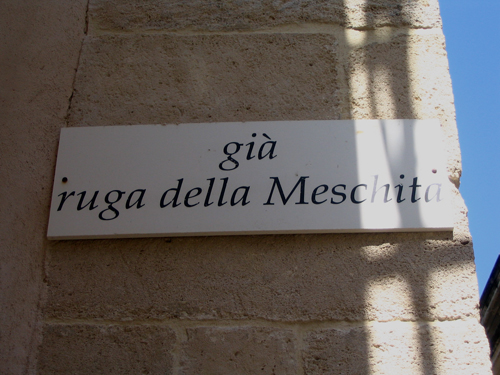 già
ruga della Meschita